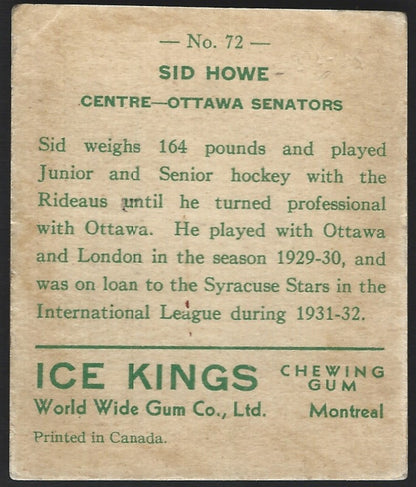 — No. 72 —
SID HOWE
CENTRE—OTTAWA SENATORS
Sid weighs 164 pounds and played
Junior and Senior hockey with the
Rideaus until he turned professional
with Ottawa. He played with Ottawa
and London in the season 1929-30, and
was on loan to the Syracuse Stars in the
International League during 1931-32.
ICE KINGS CHEWING GUM
World Wide Gum Co., Ltd. Montreal
Printed in Canada.